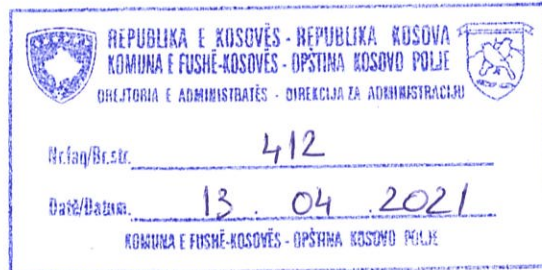 REPUBLIKA E KOSOVËS - REPUBLIKA KOSOVA
KOMUNA E FUSHË-KOSOVËS - OPŠTINA KOSOVO POLJE
DREJTORIA E ADMINISTRATËS - DIREKCIJA ZA ADMINISTRACIJU
Nr.faq/Br.str. 412
Datë/Datum. 13 . 04 . 2021
KOMUNA E FUSHË-KOSOVËS - OPŠTINA KOSOVO POLJE